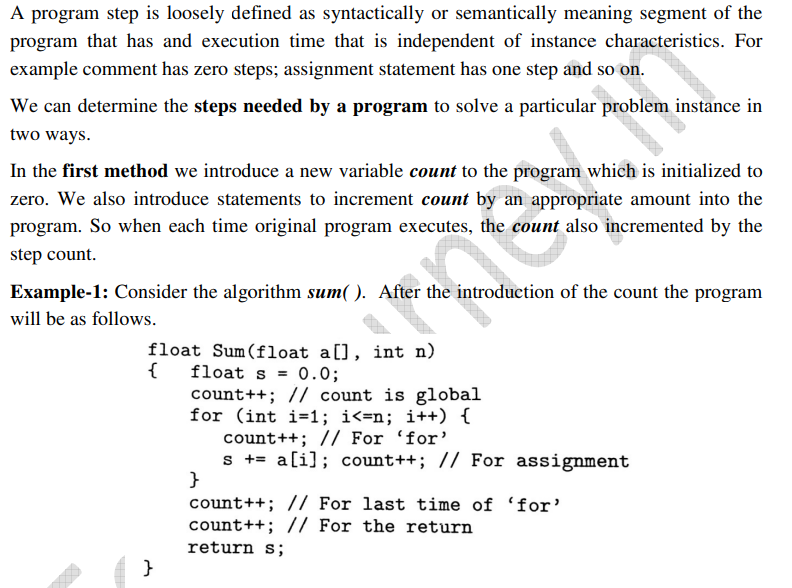 A program step is loosely defined as syntactically or semantically meaning segment of the
program that has and execution time that is independent of instance characteristics. For
example comment has zero steps; assignment statement has one step and so on.
We can determine the steps needed by a program to solve a particular problem instance in
two ways.
In the first method we introduce a new variable count to the program which is initialized to
zero. We also introduce statements to increment count by an appropriate amount into the
program. So when each time original program executes, the count also incremented by the
step count.
Example-1: Consider the algorithm sum( ). After the introduction of the count the program
will be as follows.
float Sum(float a[], int n)
{ float s = 0.0;
count++; // count is global
for (int i=1; i<=n; i++) {
count++; // For ‘for’
s += a[i]; count++; // For assignment
}
count++; // For last time of ‘for’
count++; // For the return
return s;
}